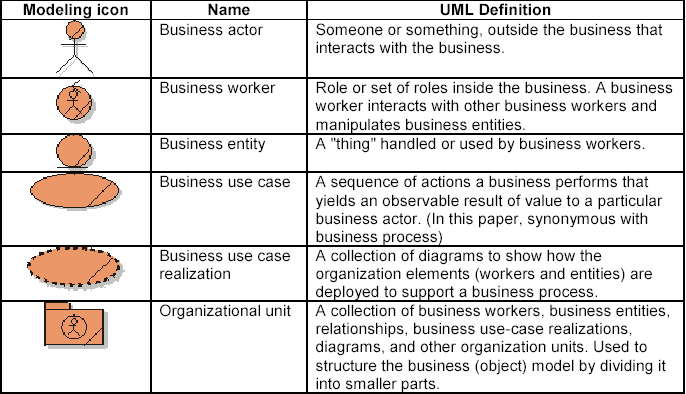 Modeling icon Name UML Definition
Business actor Someone or something, outside the business that
interacts with the business.
Business worker Role or set of roles inside the business. A business
worker interacts with other business workers and
manipulates business entities.
Business entity A "thing" handled or used by business workers.
Business use case A sequence of actions a business performs that
yields an observable result of value to a particular
business actor. (In this paper, synonymous with
business process)
Business use case A collection of diagrams to show how the
realization organization elements (workers and entities) are
deployed to support a business process.
Organizational unit A collection of business workers, business entities,
relationships, business use-case realizations,
diagrams, and other organization units. Used to
structure the business (object) model by dividing it
into smaller parts.